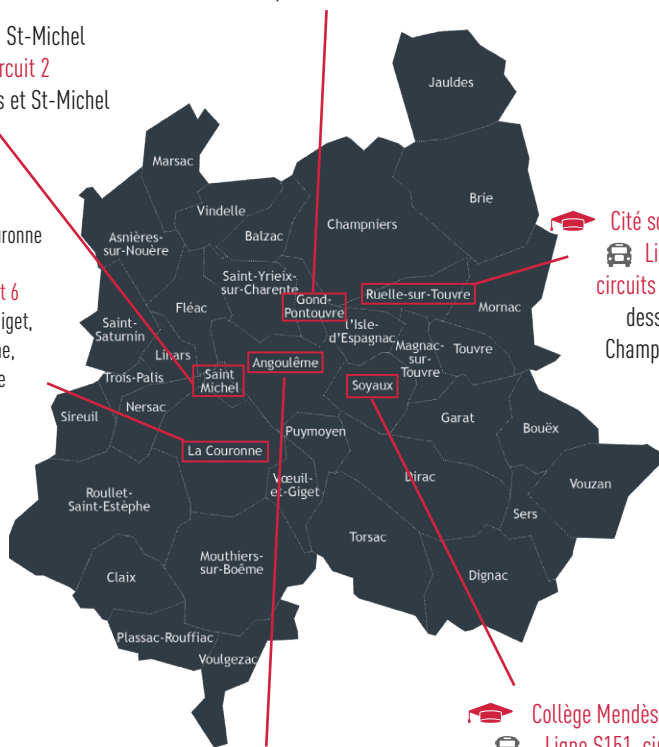 St-Michel
rcuit 2
s et St-Michel
uronne
t 6
iget,
ne,
e
Jauldes
Marsac
Brie
Vindelle
Champniers
Asnières-
sur-Nouère
Balzac
Saint-Yrieix-
sur-Charente
Gond-
Pontouvre
Ruelle-sur-Touvre
Mornac
Fléac
l'Isle-
d'Espagnac
Saint-
Saturnin
Magnac-
sur-
Touvre
Touvre
Linars
Angoulême
Trois-Palis
Saint
Michel
Soyaux
Nersac
Sireuil
Garat
Puymoyen
Bouëx
La Couronne
Vœuil-
et-Giget
Dirac
Vouzan
Roullet-
Saint-Estèphe
Sers
Torsac
Mouthiers-
sur-Boême
Claix
Dignac
Plassac-Rouffiac
Voulgezac
Cité sc
Li
circuits
dess
Champ
Collège Mendès